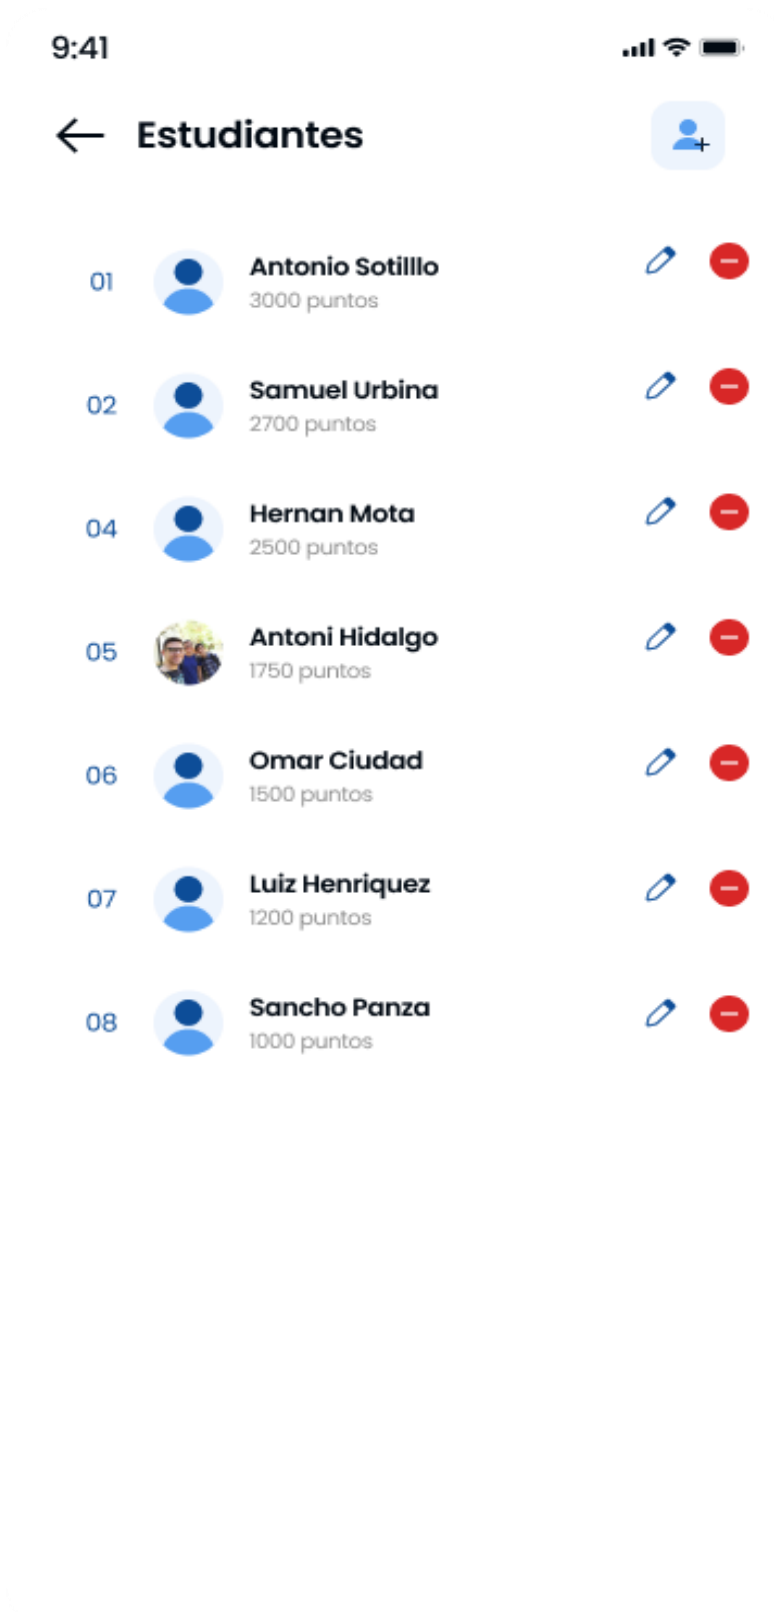 9:41
Estudiantes
01
Antonio Sotilllo
3000 puntos
02
Samuel Urbina
2700 puntos
04
Hernan Mota
2500 puntos
05
Antoni Hidalgo
1750 puntos
06
Omar Ciudad
1500 puntos
07
Luiz Henriquez
1200 puntos
08
Sancho Panza
1000 puntos